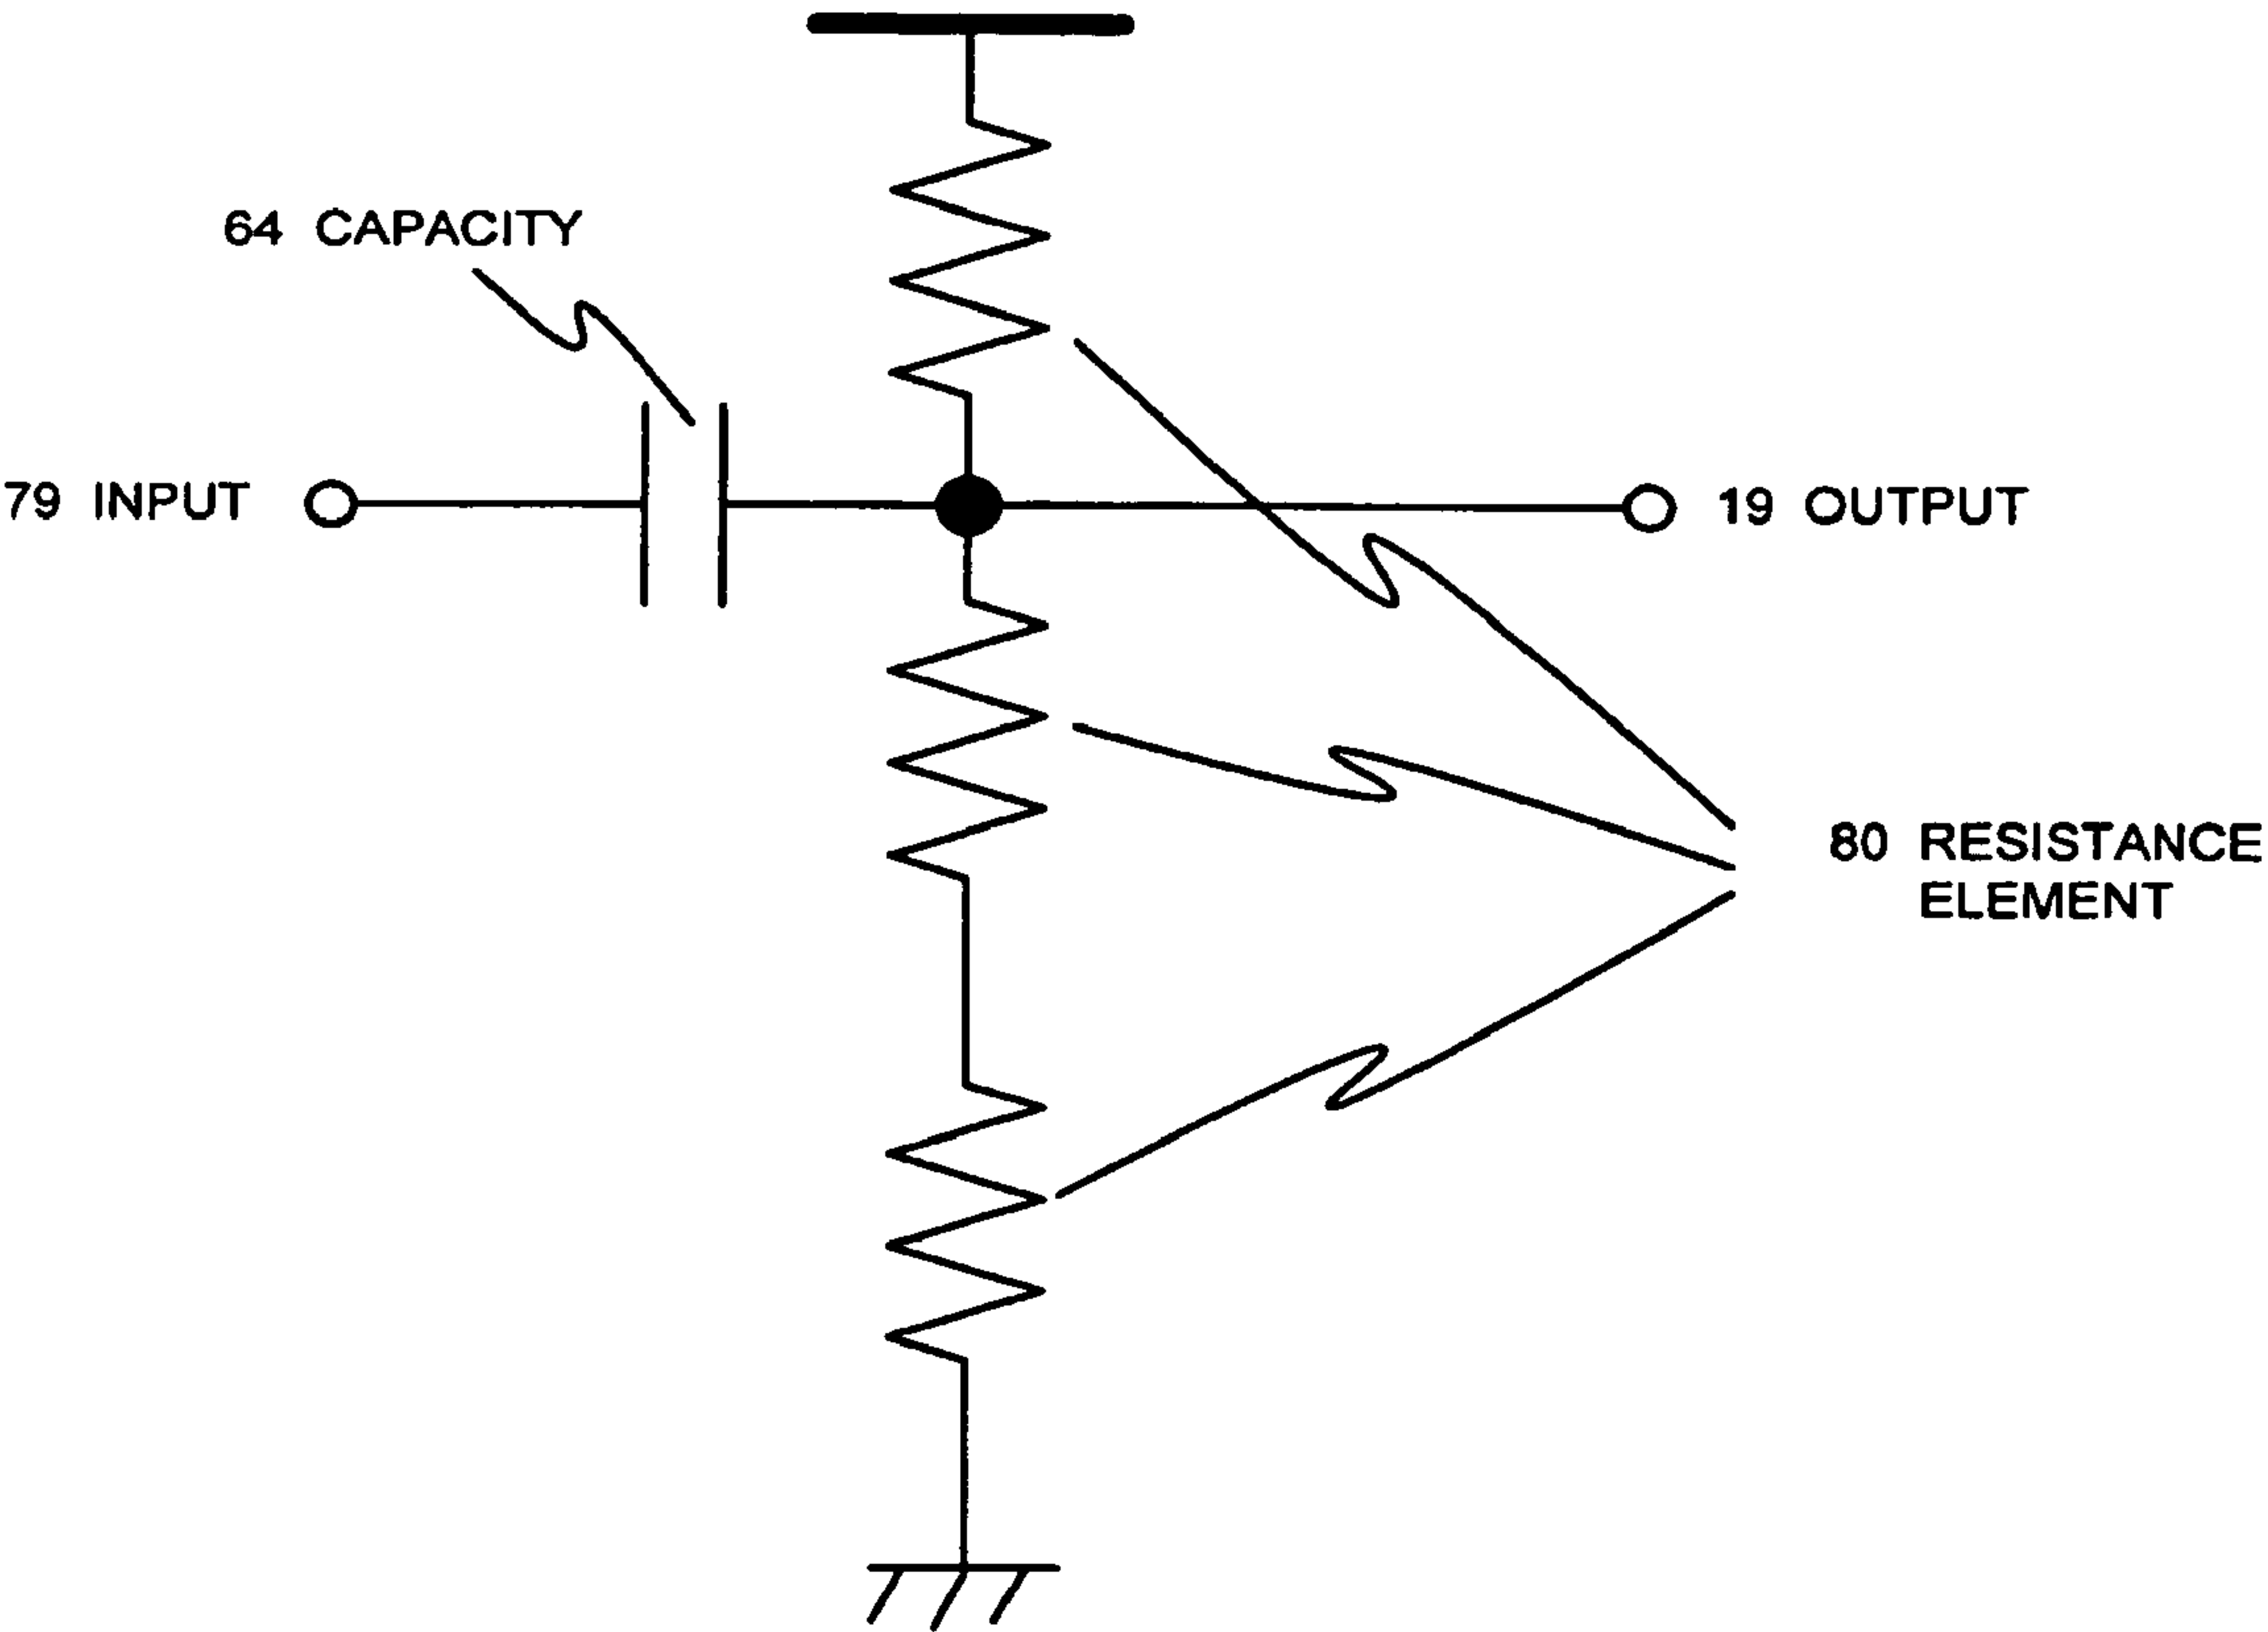 64 CAPACITY
79 INPUT
19 OUTPUT
80 RESISTANCE
ELEMENT